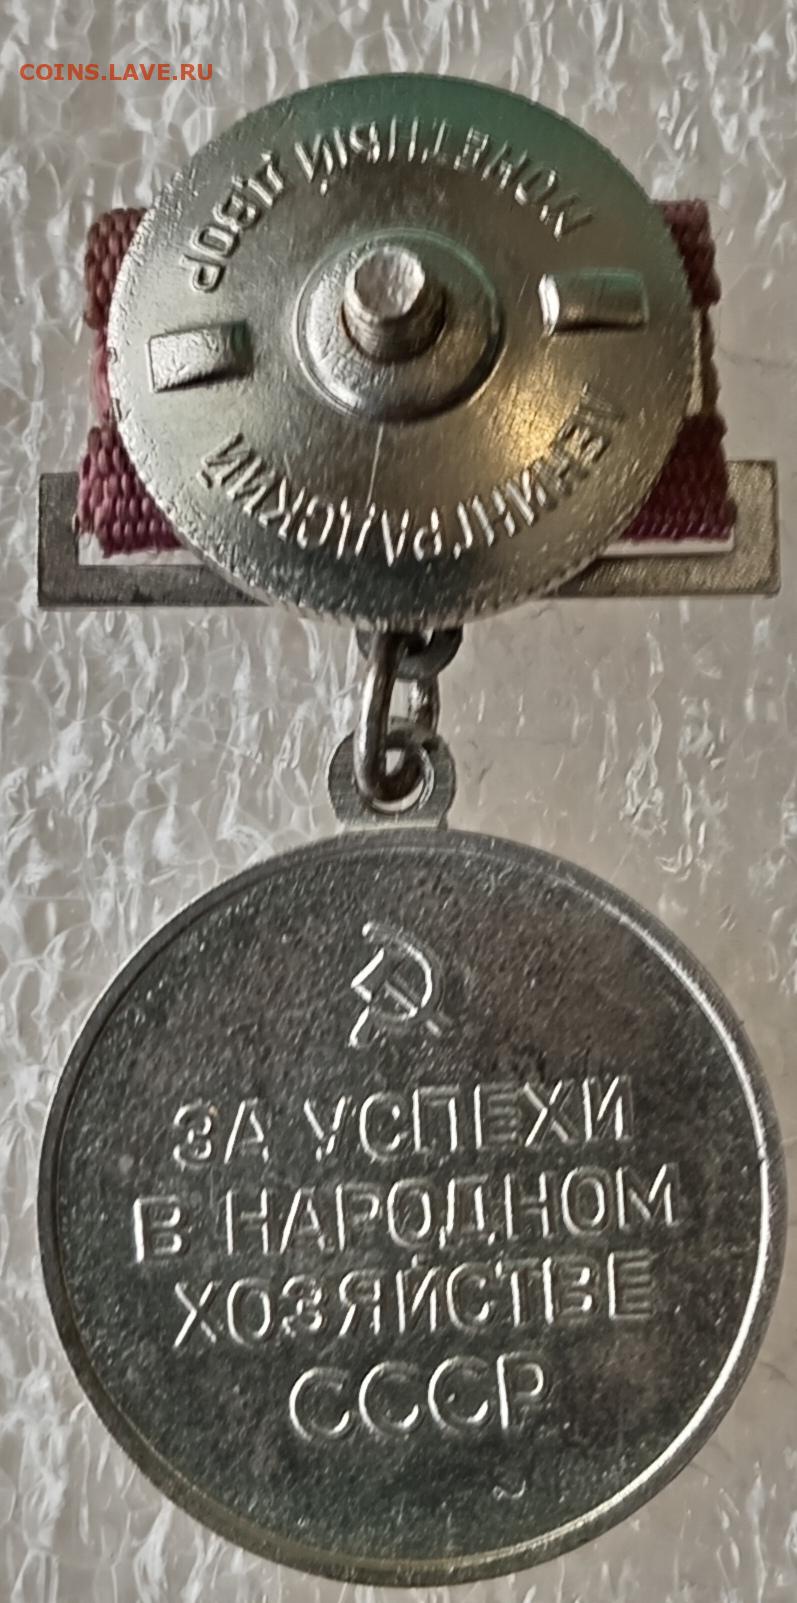 COINS.LAVE.RU
МОНЕТНЫЙ ДВОР
ЛЕНИНГРАДСКИЙ
ЗА УСПЕХИ
В НАРОДНОМ
ХОЗЯЙСТВЕ
СССР